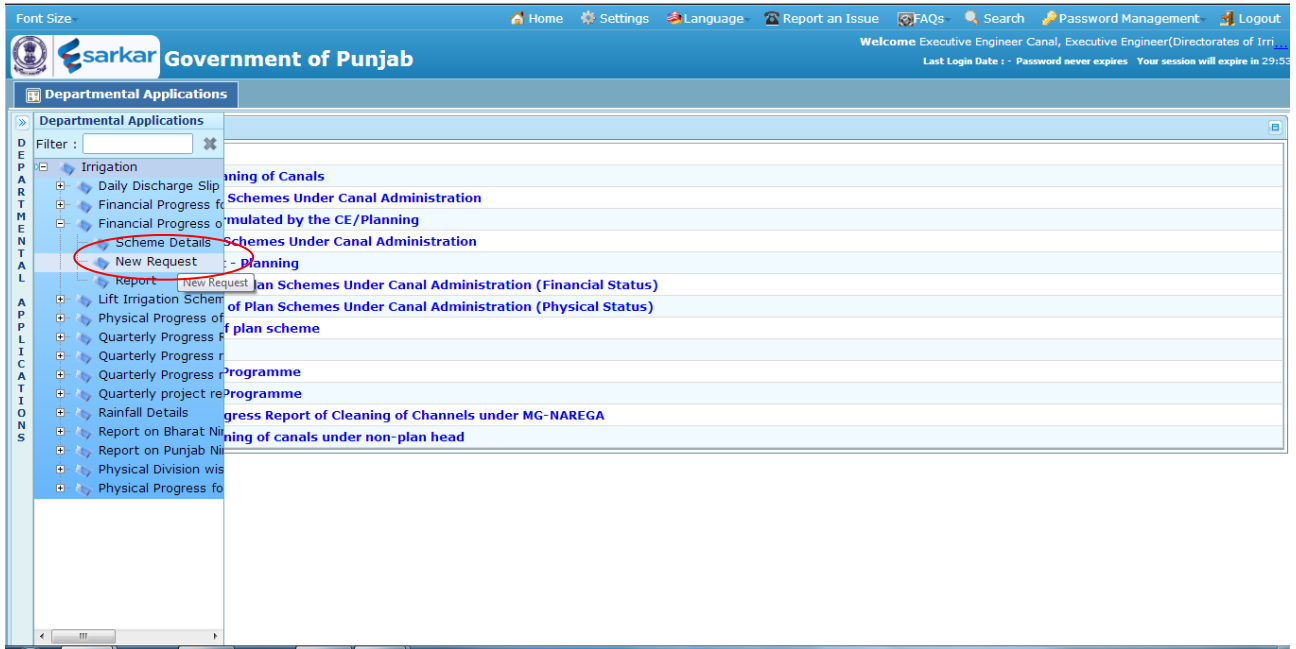 Font Size
Home Settings Language Report an Issue FAQs Search Password Management Logout
Welcome Executive Engineer Canal, Executive Engineer(Directorates of Irri...
sarkar Government of Punjab
Last Login Date : - Password never expires Your session will expire in 29:53
Departmental Applications
DEPARTMENTAL APPLICATIONS
Departmental Applications
Filter :
Irrigation
Daily Discharge Slip
Financial Progress fo
Financial Progress o
Scheme Details
New Request
Report
New Request
Lift Irrigation Schem
Physical Progress of
Quarterly Progress R
Quarterly Progress r
Quarterly Progress r
Quarterly project re
Rainfall Details
Report on Bharat Nir
Report on Punjab Nir
Physical Division wis
Physical Progress fo
aning of Canals
Schemes Under Canal Administration
rmulated by the CE/Planning
Schemes Under Canal Administration
t - Planning
Plan Schemes Under Canal Administration (Financial Status)
of Plan Schemes Under Canal Administration (Physical Status)
f plan scheme
Programme
Programme
gress Report of Cleaning of Channels under MG-NAREGA
ning of canals under non-plan head